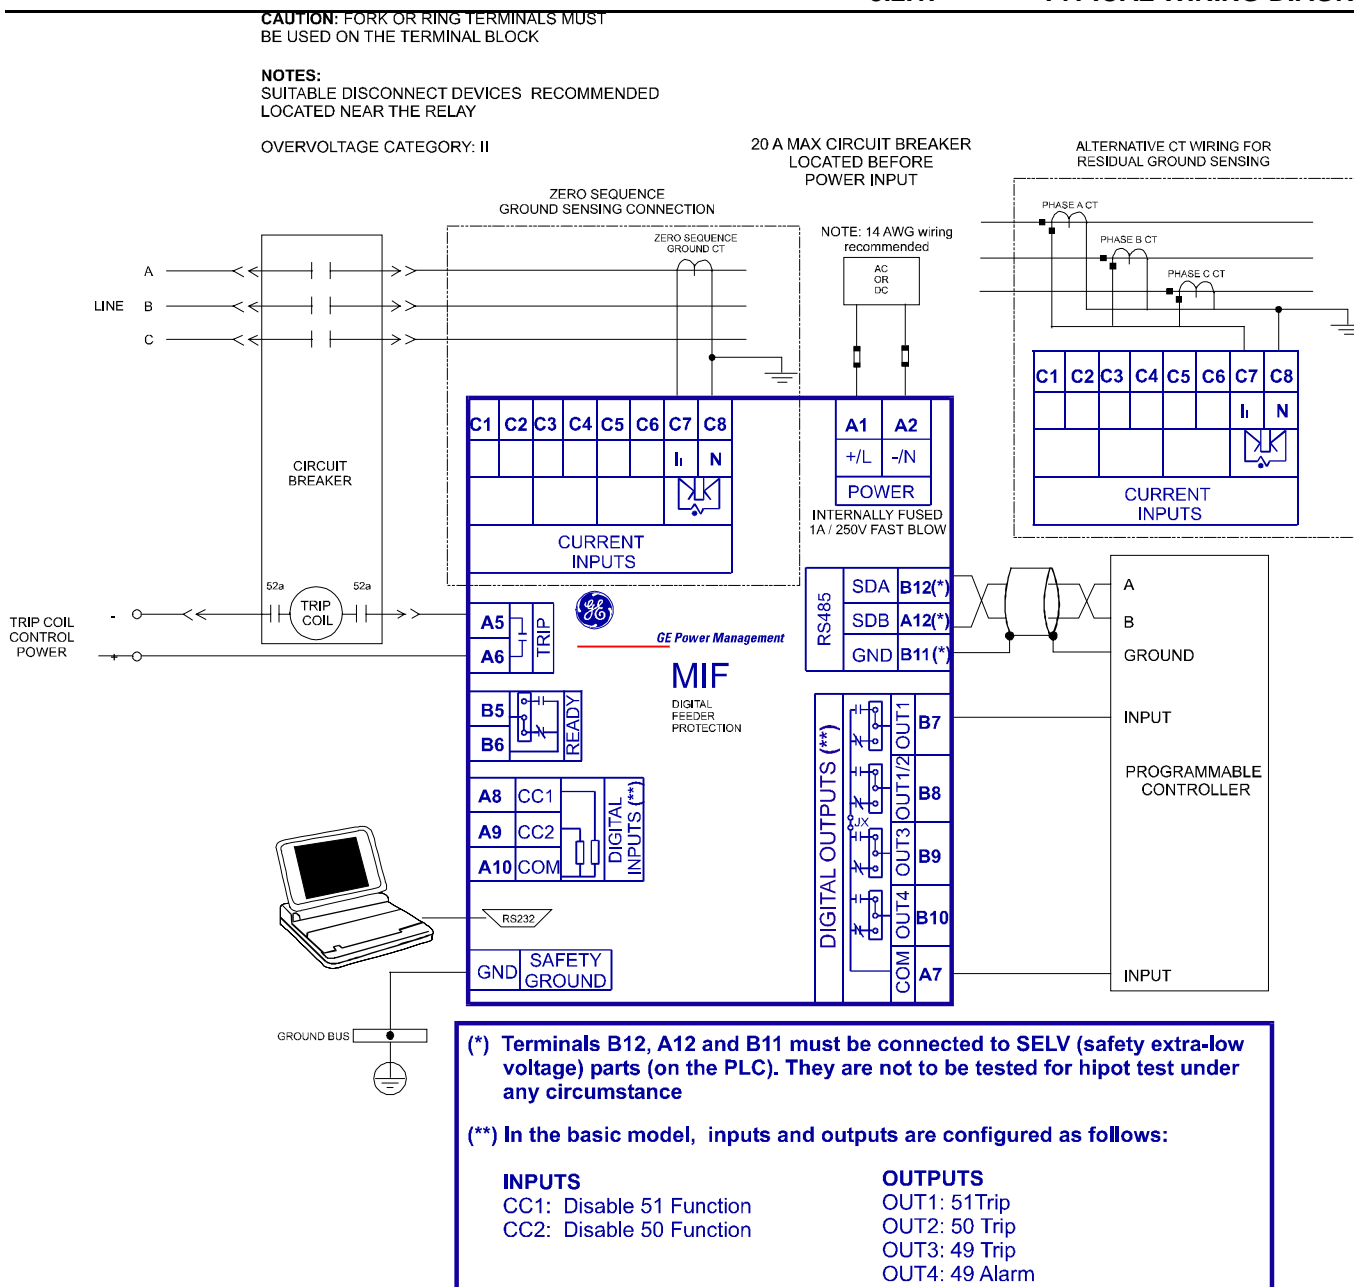 CAUTION: FORK OR RING TERMINALS MUST
BE USED ON THE TERMINAL BLOCK
NOTES:
SUITABLE DISCONNECT DEVICES RECOMMENDED
LOCATED NEAR THE RELAY
OVERVOLTAGE CATEGORY: II
20 A MAX CIRCUIT BREAKER
LOCATED BEFORE
POWER INPUT
ALTERNATIVE CT WIRING FOR
RESIDUAL GROUND SENSING
ZERO SEQUENCE
GROUND SENSING CONNECTION
ZERO SEQUENCE
GROUND CT
NOTE: 14 AWG wiring
recommended
AC
OR
DC
PHASE A CT
PHASE B CT
PHASE C CT
A
LINE B
C
CIRCUIT
BREAKER
C1 C2 C3 C4 C5 C6 C7 C8
I₁ N
CURRENT
INPUTS
A1 A2
+/L -/N
POWER
INTERNALLY FUSED
1A / 250V FAST BLOW
C1 C2 C3 C4 C5 C6 C7 C8
I₁ N
CURRENT
INPUTS
52a 52a
TRIP
COIL
TRIP COIL
CONTROL
POWER
-
+
A5
A6
TRIP
GE
GE Power Management
MIF
DIGITAL
FEEDER
PROTECTION
B5
B6
READY
A8 CC1
A9 CC2
A10 COM
DIGITAL
INPUTS (**)
RS232
GND SAFETY
GROUND
GROUND BUS
RS485
SDA B12(*)
SDB A12(*)
GND B11(*)
DIGITAL OUTPUTS (**)
JX
OUT1 B7
OUT1/2 B8
OUT3 B9
OUT4 B10
COM A7
A
B
GROUND
INPUT
PROGRAMMABLE
CONTROLLER
INPUT
(*) Terminals B12, A12 and B11 must be connected to SELV (safety extra-low
voltage) parts (on the PLC). They are not to be tested for hipot test under
any circumstance
(**) In the basic model, inputs and outputs are configured as follows:
INPUTS
CC1: Disable 51 Function
CC2: Disable 50 Function
OUTPUTS
OUT1: 51Trip
OUT2: 50 Trip
OUT3: 49 Trip
OUT4: 49 Alarm